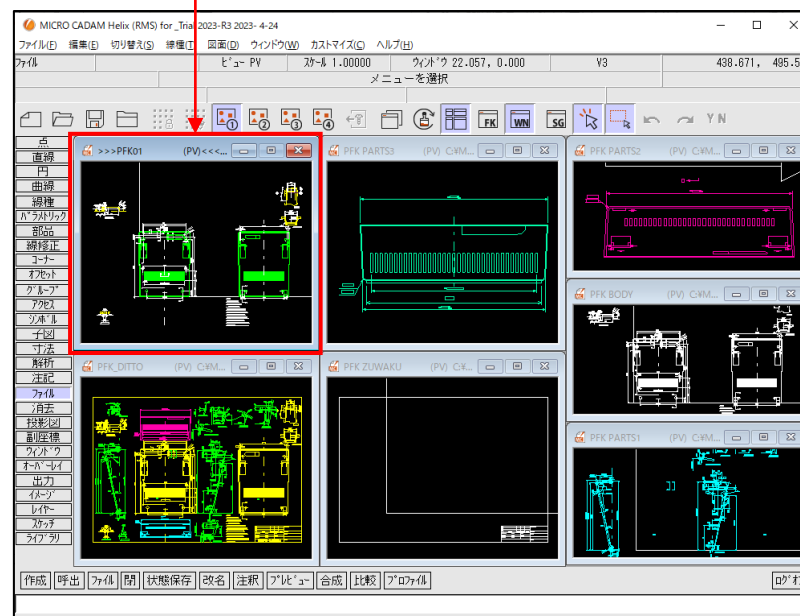 MICRO CADAM Helix (RMS) for _Trial 2023-R3 2023- 4-24
ファイル(F) 編集(E) 切り替え(S) 線種(T) 図面(D) ウィンドウ(W) カストマイズ(C) ヘルプ(H)
ファイル ビュー PV スケール 1.00000 ウィンドウ 22.057, 0.000 V3 438.671, 495.5
メニューを選択
1 2 3 4 FK WN SG Y N
点
直線
円
曲線
線種
パラメトリック
部品
線修正
コーナー
オフセット
グループ
アクセス
シンボル
子図
寸法
解析
注記
ファイル
消去
投影図
副座標
ウィンドウ
オーバーレイ
出力
イメージ
レイヤー
スケッチ
ライブラリ
>>>PFK01 (PV)<<<...
PFK PARTS3 (PV) C:¥M...
PFK PARTS2 (PV) C:¥M...
PFK BODY (PV) C:¥M...
PFK_DITTO (PV) C:¥M...
PFK ZUWAKU (PV) C:¥...
PFK PARTS1 (PV) C:¥M...
作成 呼出 ファイル 閉 状態保存 改名 注釈 プレビュー 合成 比較 プロファイル ログオ